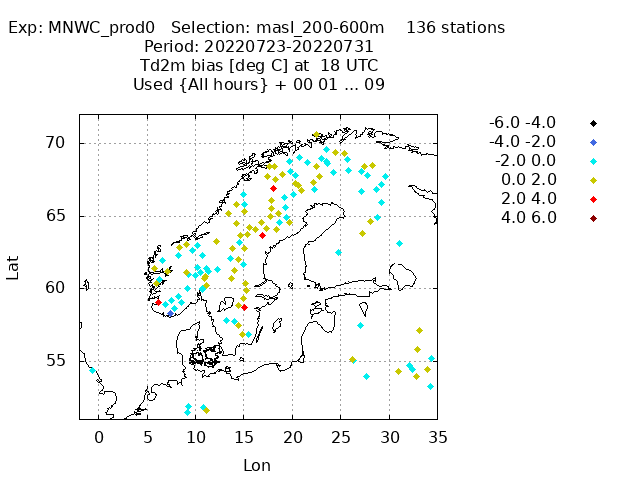 Exp: MNWC_prod0 Selection: masl_200-600m 136 stations
Period: 20220723-20220731
Td2m bias [deg C] at 18 UTC
Used {All hours} + 00 01 ... 09
-6.0 -4.0
-4.0 -2.0
-2.0 0.0
0.0 2.0
2.0 4.0
4.0 6.0
70
65
60
55
Lat
0 5 10 15 20 25 30 35
Lon